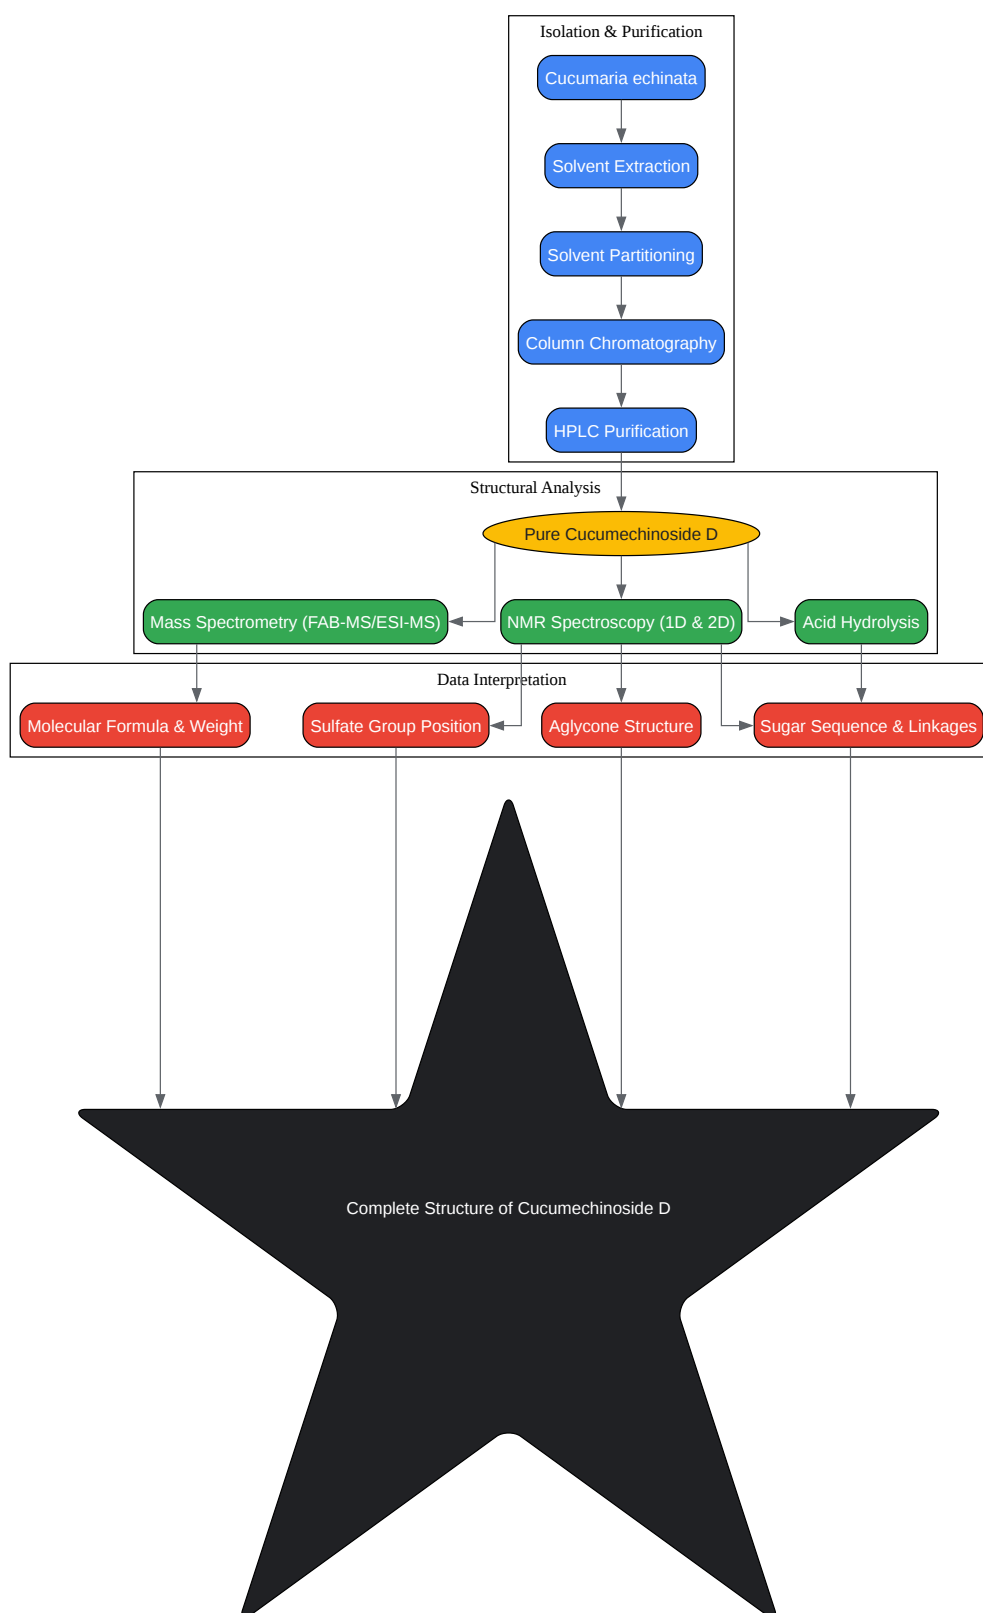 Isolation & Purification
Cucumaria echinata
Solvent Extraction
Solvent Partitioning
Column Chromatography
HPLC Purification
Structural Analysis
Pure Cucumechinoside D
Mass Spectrometry (FAB-MS/ESI-MS)
NMR Spectroscopy (1D & 2D)
Acid Hydrolysis
Data Interpretation
Molecular Formula & Weight
Sulfate Group Position
Aglycone Structure
Sugar Sequence & Linkages
Complete Structure of Cucumechinoside D